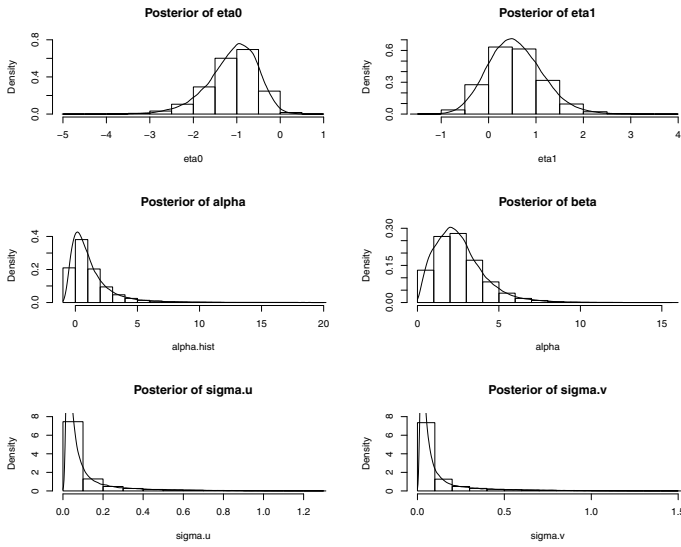 Posterior of eta0
Density
0.0 0.4 0.8
−5 −4 −3 −2 −1 0 1
eta0
Posterior of eta1
Density
0.0 0.3 0.6
−1 0 1 2 3 4
eta1
Posterior of alpha
Density
0.0 0.2 0.4
0 5 10 15 20
alpha.hist
Posterior of beta
Density
0.00 0.15 0.30
0 5 10 15
alpha
Posterior of sigma.u
Density
0 2 4 6 8
0.0 0.2 0.4 0.6 0.8 1.0 1.2
sigma.u
Posterior of sigma.v
Density
0 2 4 6 8
0.0 0.5 1.0 1.5
sigma.v